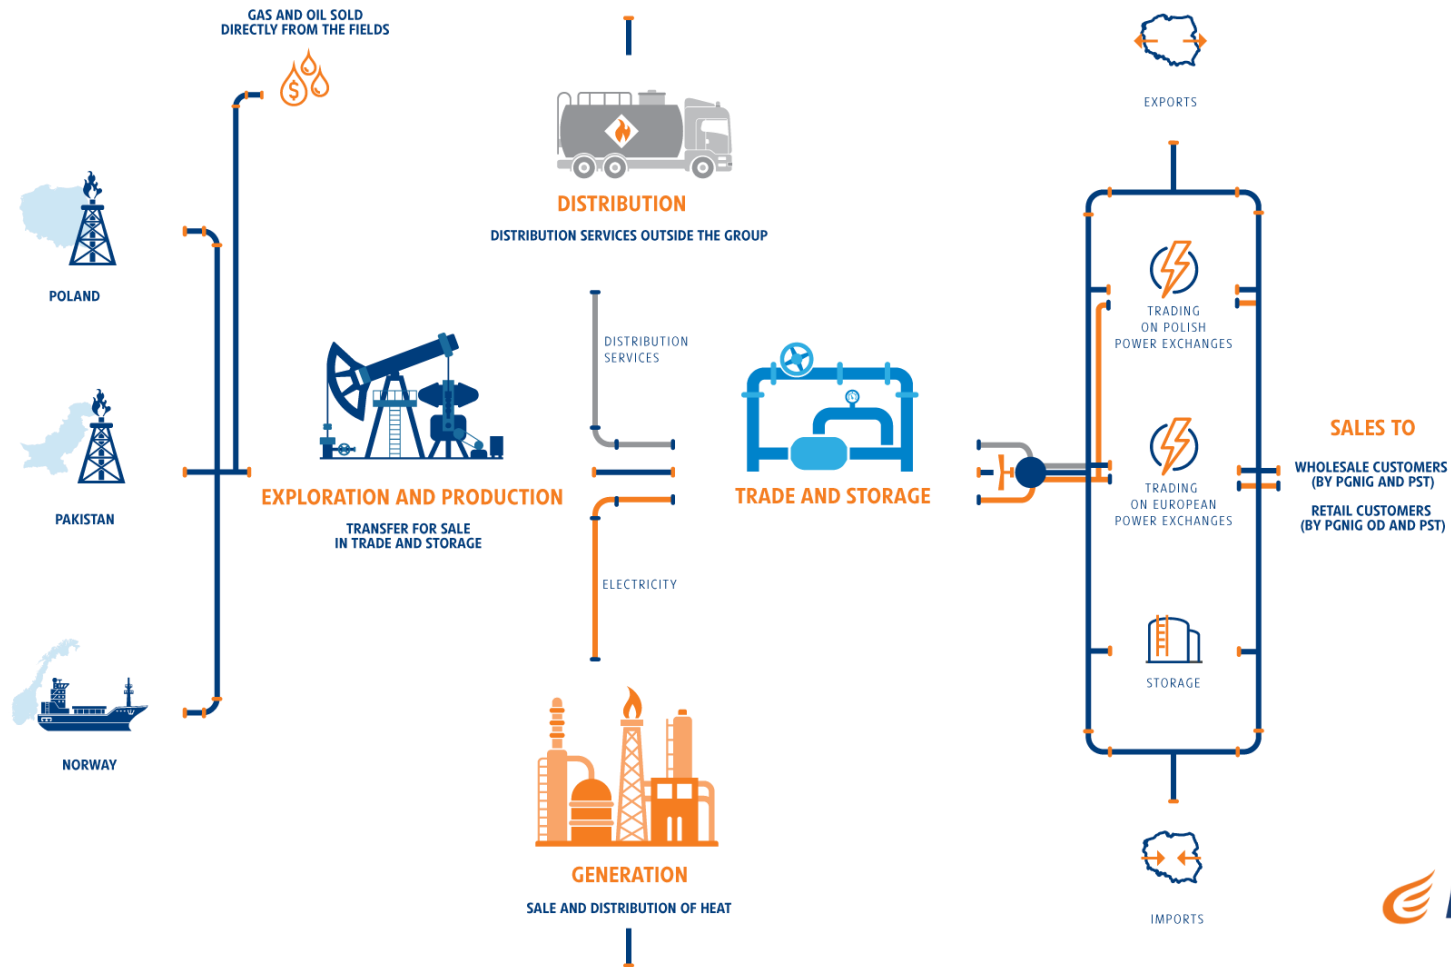 GAS AND OIL SOLD
DIRECTLY FROM THE FIELDS
POLAND
PAKISTAN
NORWAY
EXPLORATION AND PRODUCTION
TRANSFER FOR SALE
IN TRADE AND STORAGE
DISTRIBUTION
DISTRIBUTION SERVICES OUTSIDE THE GROUP
DISTRIBUTION
SERVICES
ELECTRICITY
GENERATION
SALE AND DISTRIBUTION OF HEAT
TRADE AND STORAGE
EXPORTS
TRADING
ON POLISH
POWER EXCHANGES
TRADING
ON EUROPEAN
POWER EXCHANGES
STORAGE
IMPORTS
SALES TO
WHOLESALE CUSTOMERS
(BY PGNIG AND PST)
RETAIL CUSTOMERS
(BY PGNIG OD AND PST)